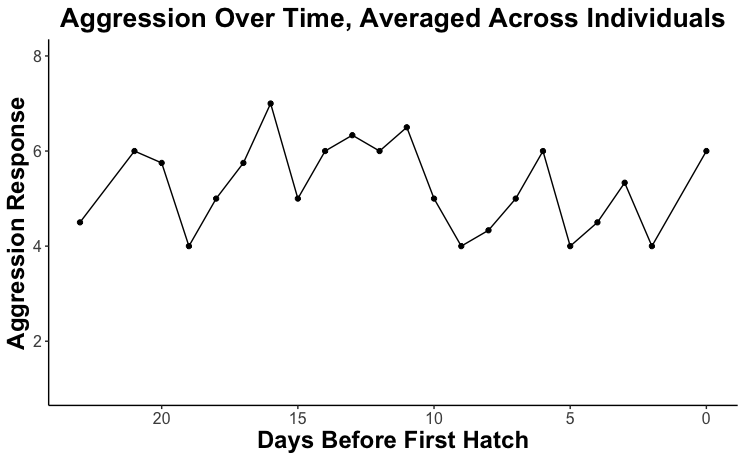 Aggression Over Time, Averaged Across Individuals
8
6
4
2
Aggression Response
20 15 10 5 0
Days Before First Hatch